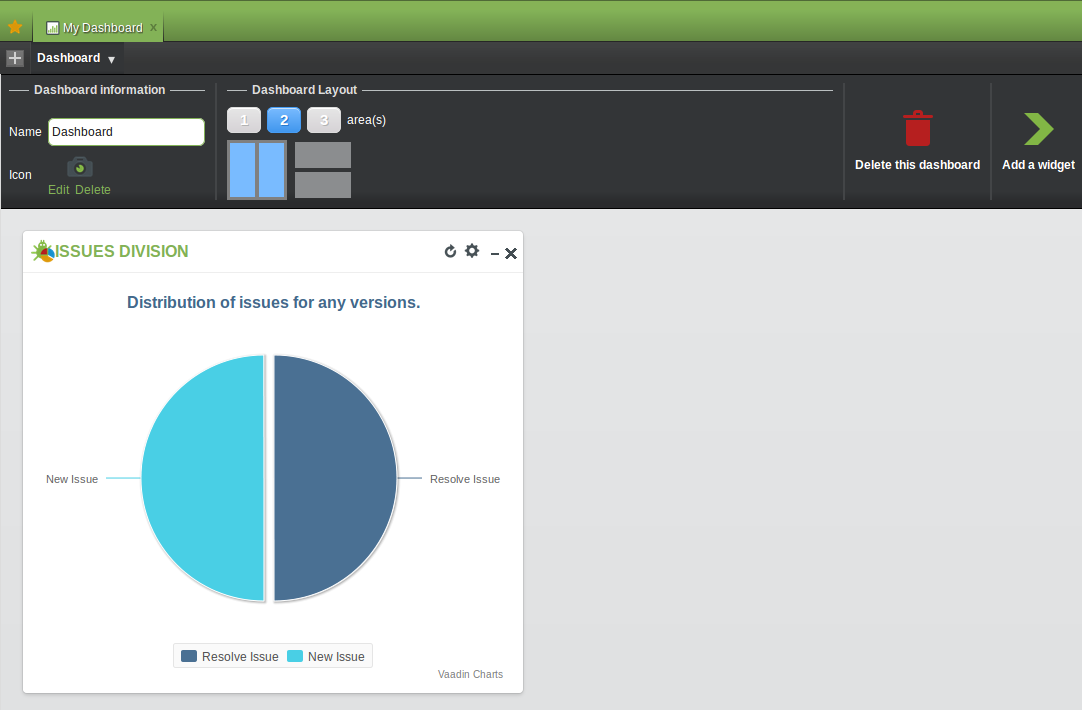 My Dashboard x
Dashboard ▼
Dashboard information
Name Dashboard
Icon
Edit Delete
Dashboard Layout
1 2 3 area(s)
Delete this dashboard
Add a widget
ISSUES DIVISION
Distribution of issues for any versions.
New Issue
Resolve Issue
Resolve Issue New Issue
Vaadin Charts